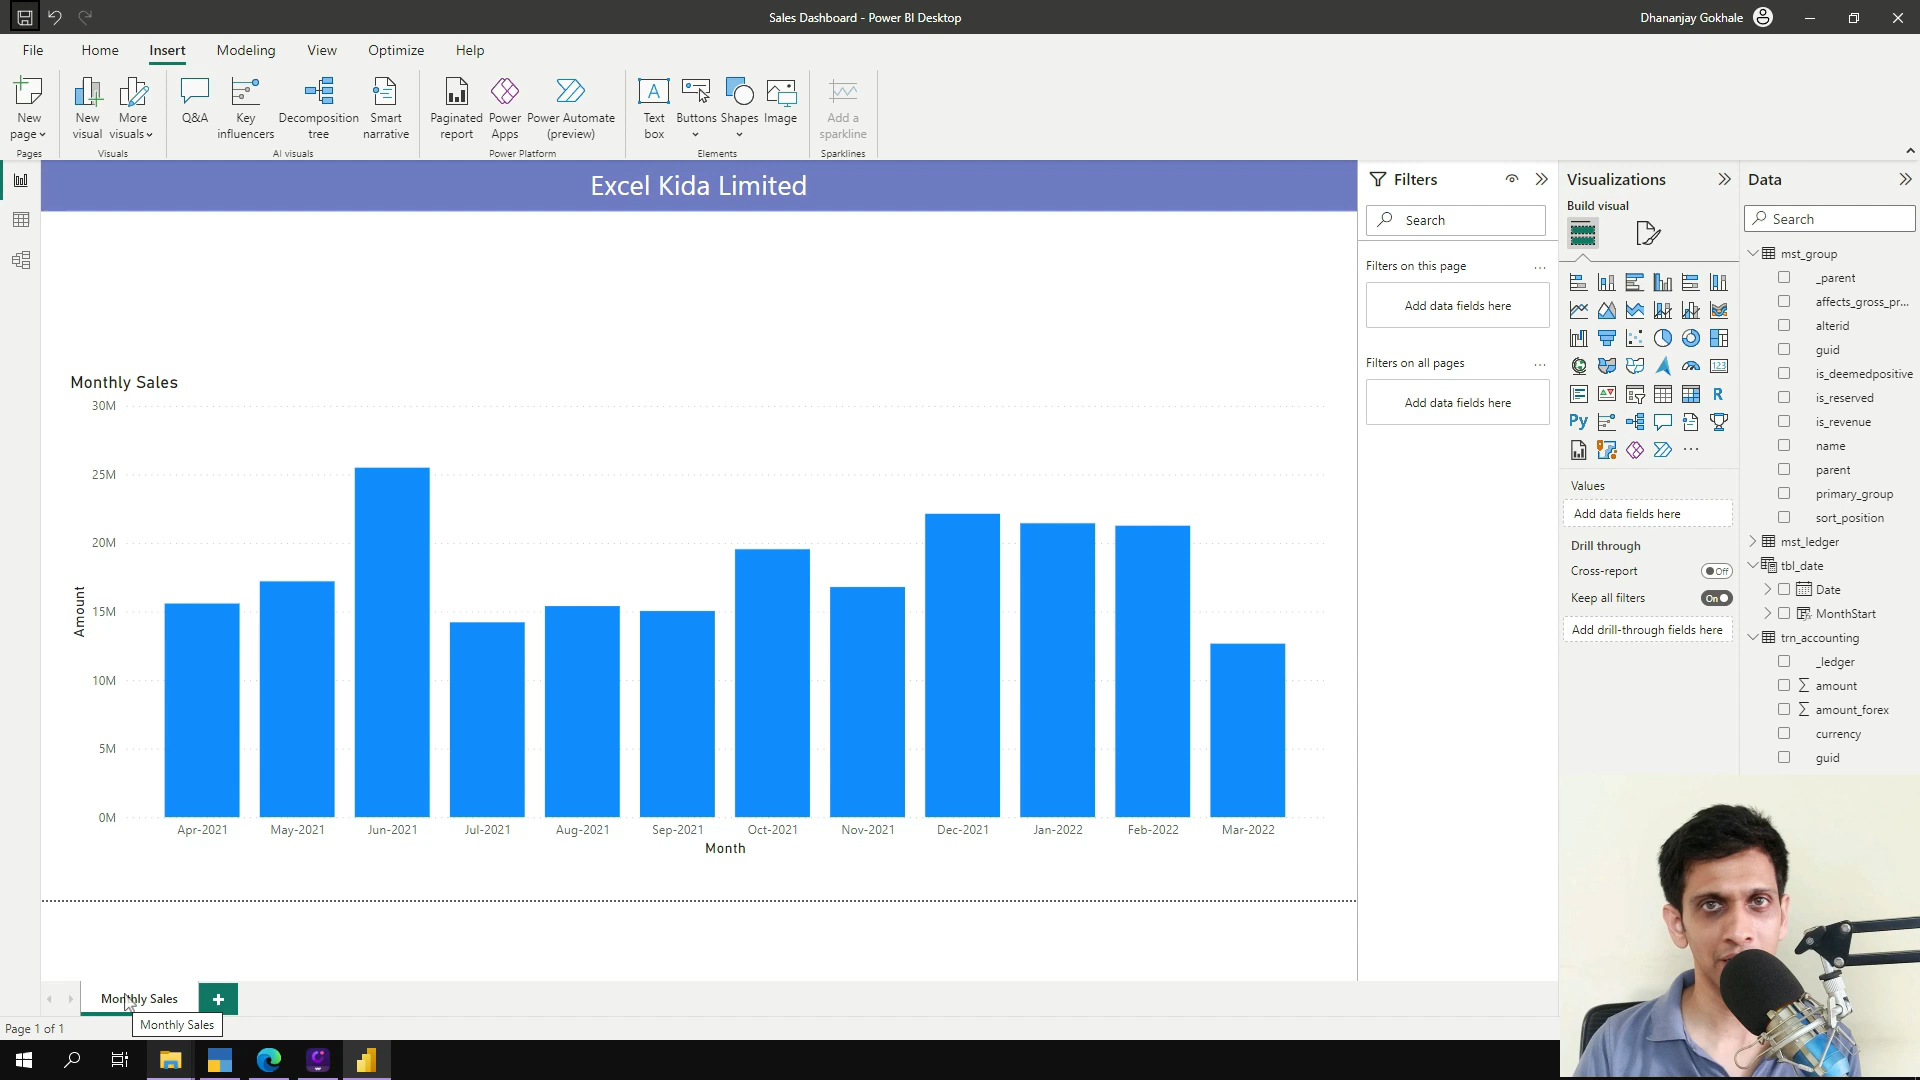 Sales Dashboard - Power BI Desktop
Dhananjay Gokhale
File
Home
Insert
Modeling
View
Optimize
Help
New
page
Pages
New
visual
More
visuals
Visuals
Q&A
Key
influencers
Decomposition
tree
Smart
narrative
AI visuals
Paginated
report
Power
Apps
Power Automate
(preview)
Power Platform
A
Text
box
Buttons
Shapes
Image
Elements
Add a
sparkline
Sparklines
Excel Kida Limited
Monthly Sales
30M
25M
20M
15M
10M
5M
0M
Amount
Apr-2021
May-2021
Jun-2021
Jul-2021
Aug-2021
Sep-2021
Oct-2021
Nov-2021
Dec-2021
Jan-2022
Feb-2022
Mar-2022
Month
Filters
Search
Filters on this page
...
Add data fields here
Filters on all pages
...
Add data fields here
Visualizations
Build visual
123
R
Py
...
Values
Add data fields here
Drill through
Cross-report
Off
Keep all filters
On
Add drill-through fields here
Data
Search
mst_group
_parent
affects_gross_pr...
alterid
guid
is_deemedpositive
is_reserved
is_revenue
name
parent
primary_group
sort_position
mst_ledger
tbl_date
Date
MonthStart
trn_accounting
_ledger
∑ amount
∑ amount_forex
currency
guid
Monthly Sales
+
Monthly Sales
Page 1 of 1